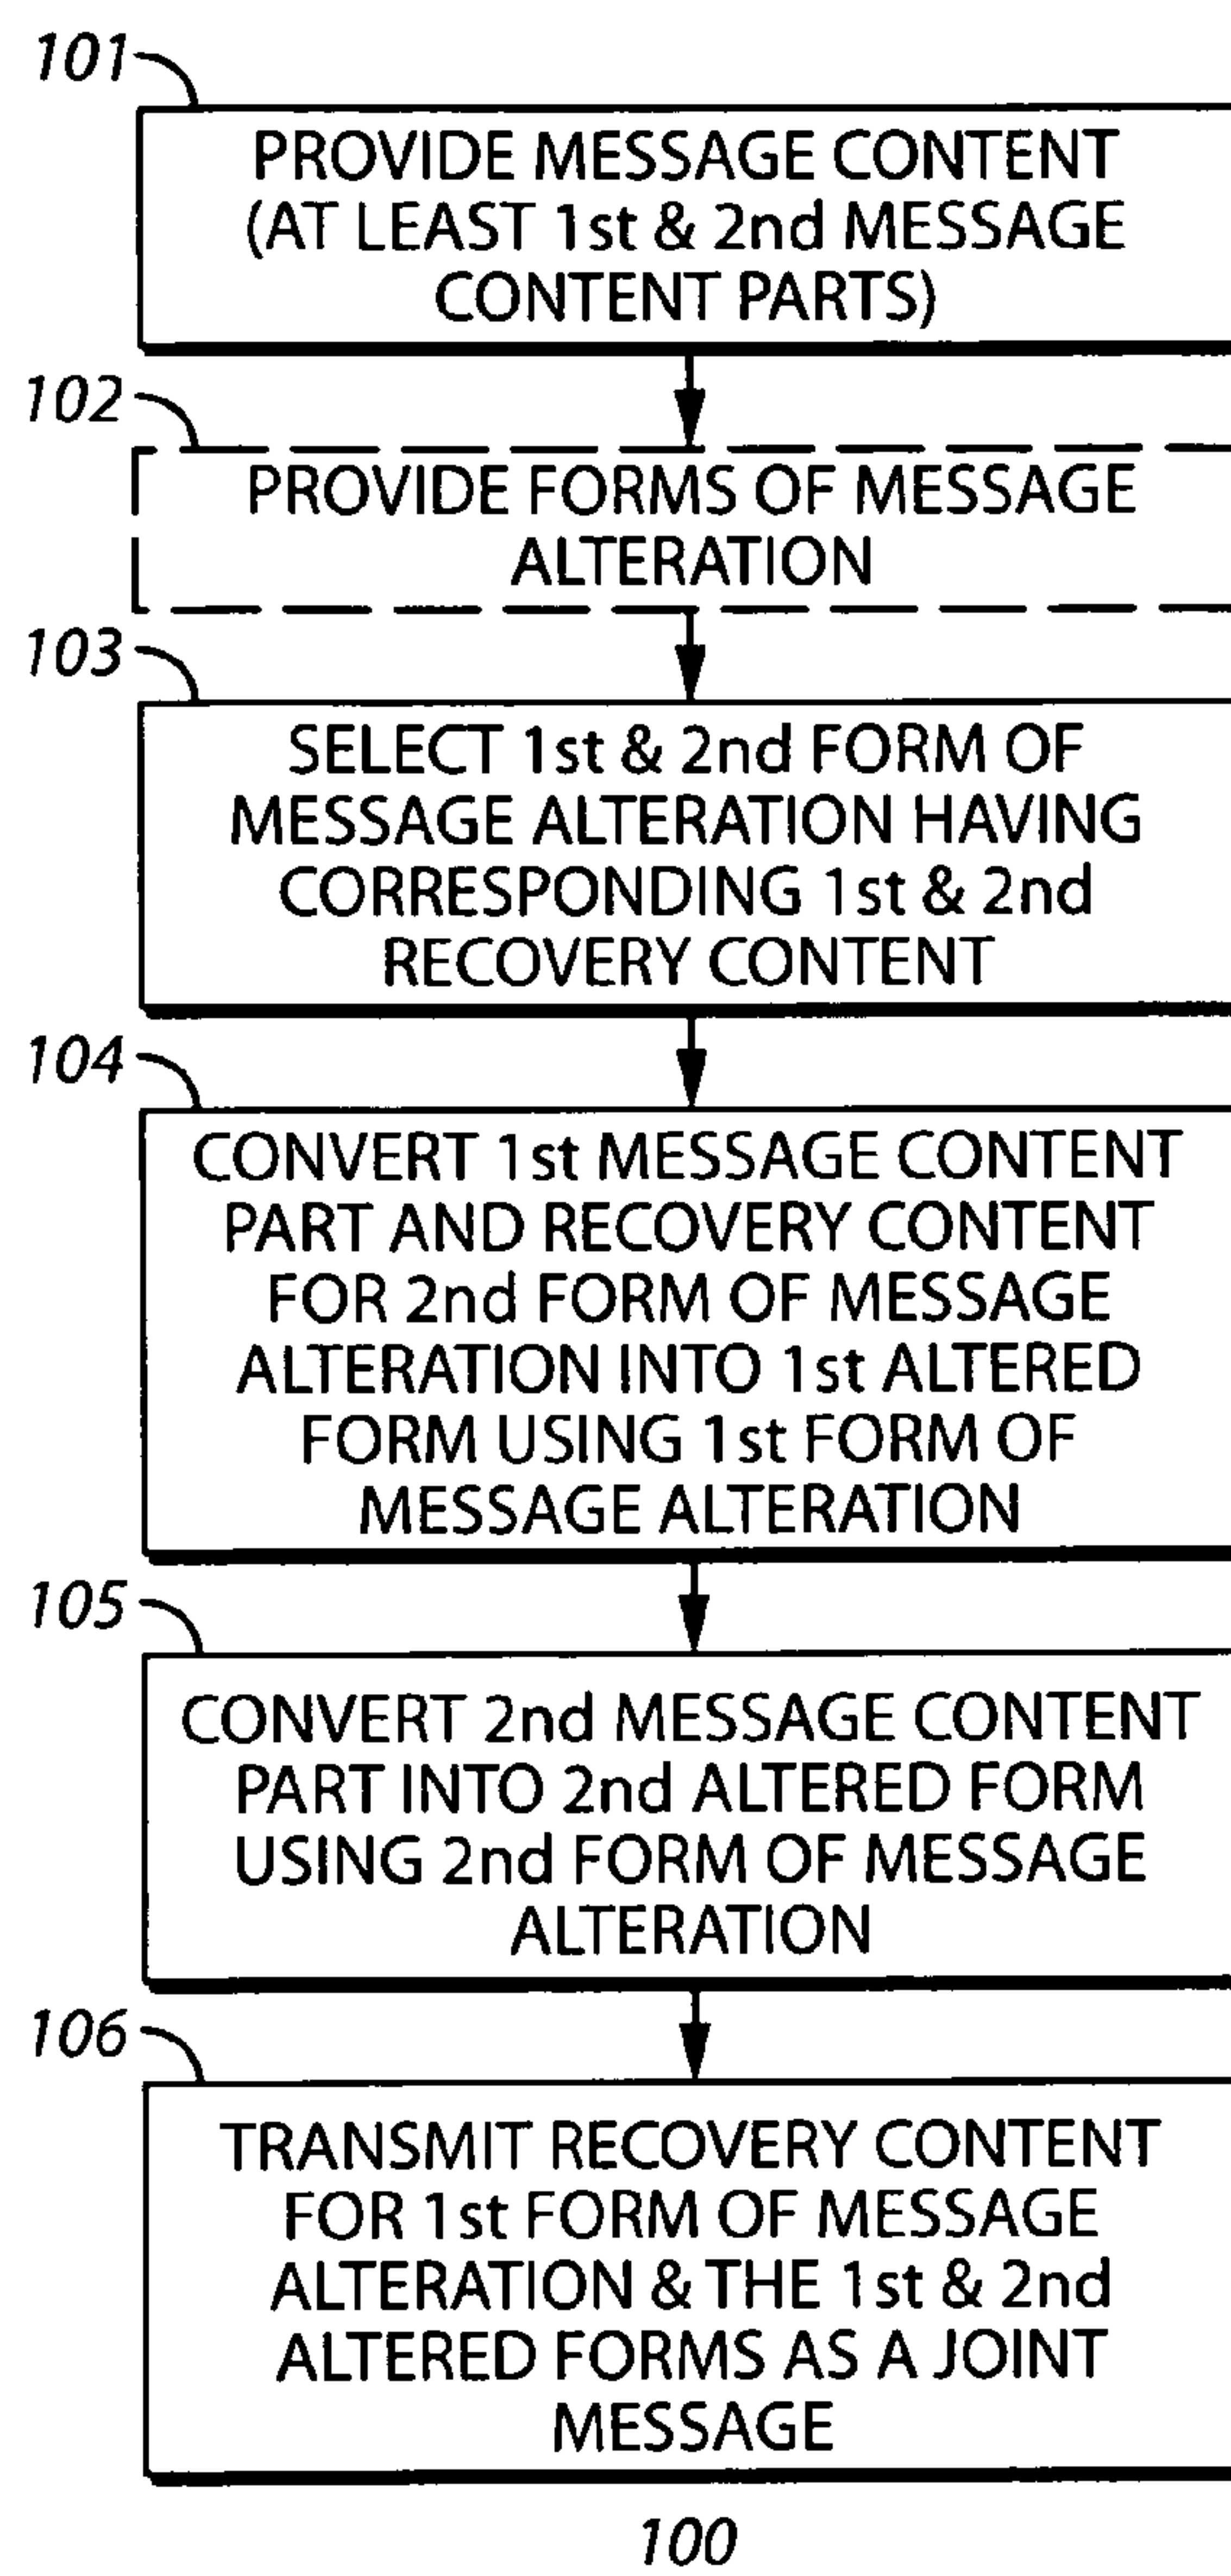 101
PROVIDE MESSAGE CONTENT
(AT LEAST 1st & 2nd MESSAGE
CONTENT PARTS)
102
PROVIDE FORMS OF MESSAGE
ALTERATION
103
SELECT 1st & 2nd FORM OF
MESSAGE ALTERATION HAVING
CORRESPONDING 1st & 2nd
RECOVERY CONTENT
104
CONVERT 1st MESSAGE CONTENT
PART AND RECOVERY CONTENT
FOR 2nd FORM OF MESSAGE
ALTERATION INTO 1st ALTERED
FORM USING 1st FORM OF
MESSAGE ALTERATION
105
CONVERT 2nd MESSAGE CONTENT
PART INTO 2nd ALTERED FORM
USING 2nd FORM OF MESSAGE
ALTERATION
106
TRANSMIT RECOVERY CONTENT
FOR 1st FORM OF MESSAGE
ALTERATION & THE 1st & 2nd
ALTERED FORMS AS A JOINT
MESSAGE
100